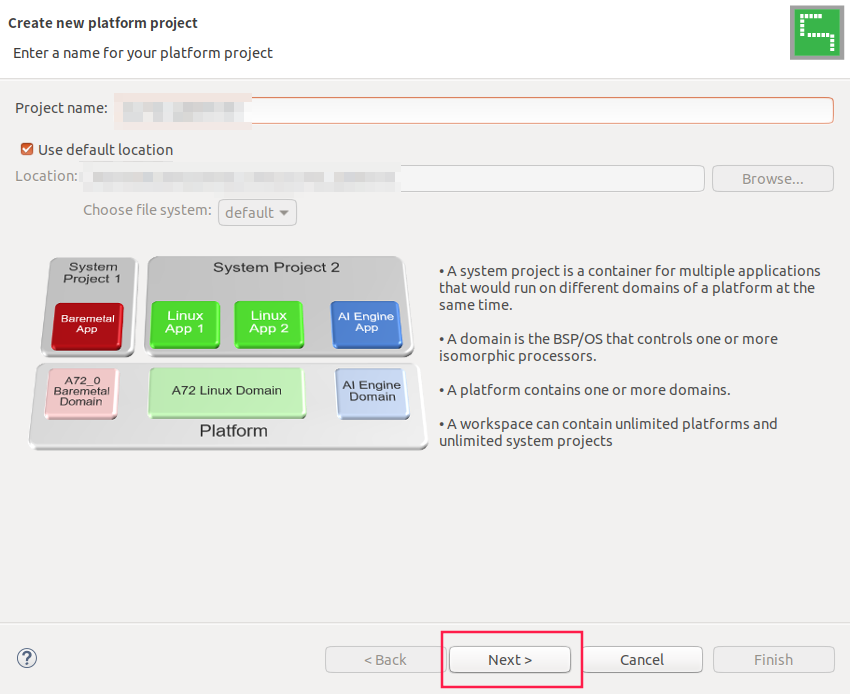 Create new platform project
Enter a name for your platform project
Project name:
Use default location
Location:
Browse...
Choose file system:
default
System
Project 1
System Project 2
Baremetal
App
Linux
App 1
Linux
App 2
AI Engine
App
A72_0
Baremetal
Domain
A72 Linux Domain
AI Engine
Domain
Platform
• A system project is a container for multiple applications
that would run on different domains of a platform at the
same time.
• A domain is the BSP/OS that controls one or more
isomorphic processors.
• A platform contains one or more domains.
• A workspace can contain unlimited platforms and
unlimited system projects
?
< Back
Next >
Cancel
Finish